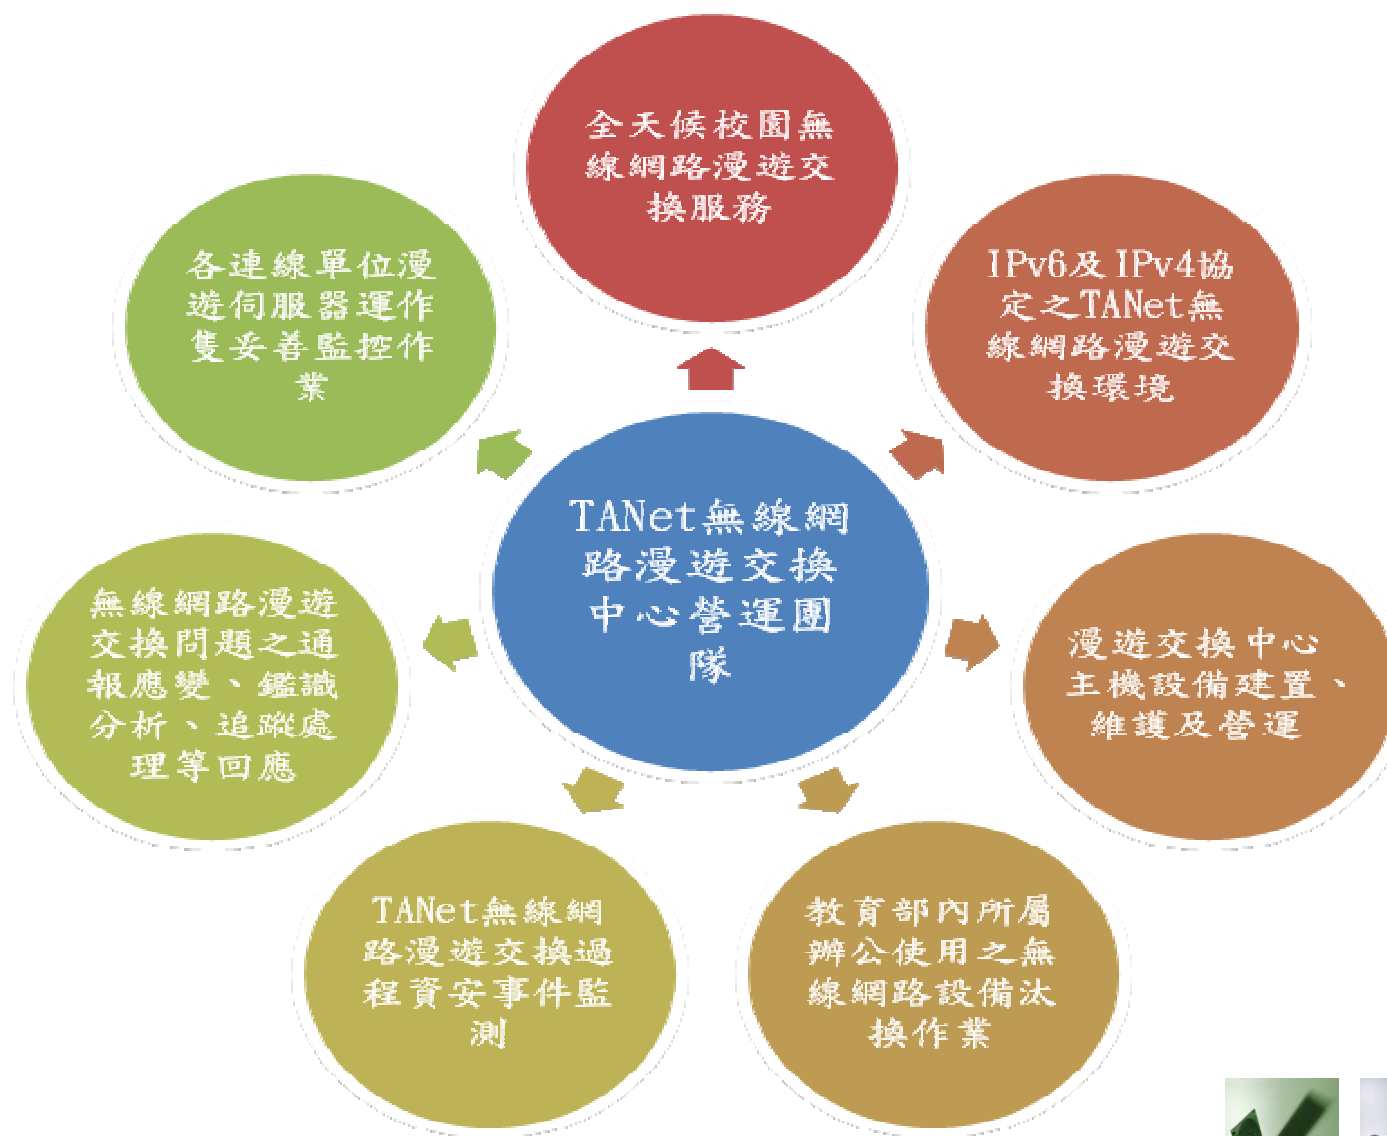 全天候校園無
線網路漫遊交
換服務
IPv6及IPv4協
定之TANet無
線網路漫遊交
換環境
漫遊交換中心
主機設備建置、
維護及營運
教育部內所屬
辦公使用之無
線網路設備汰
換作業
TANet無線網
路漫遊交換過
程資安事件監
測
無線網路漫遊
交換問題之通
報應變、鑑識
分析、追蹤處
理等回應
各連線單位漫
遊伺服器運作
隻妥善監控作
業
TANet無線網
路漫遊交換
中心營運團
隊